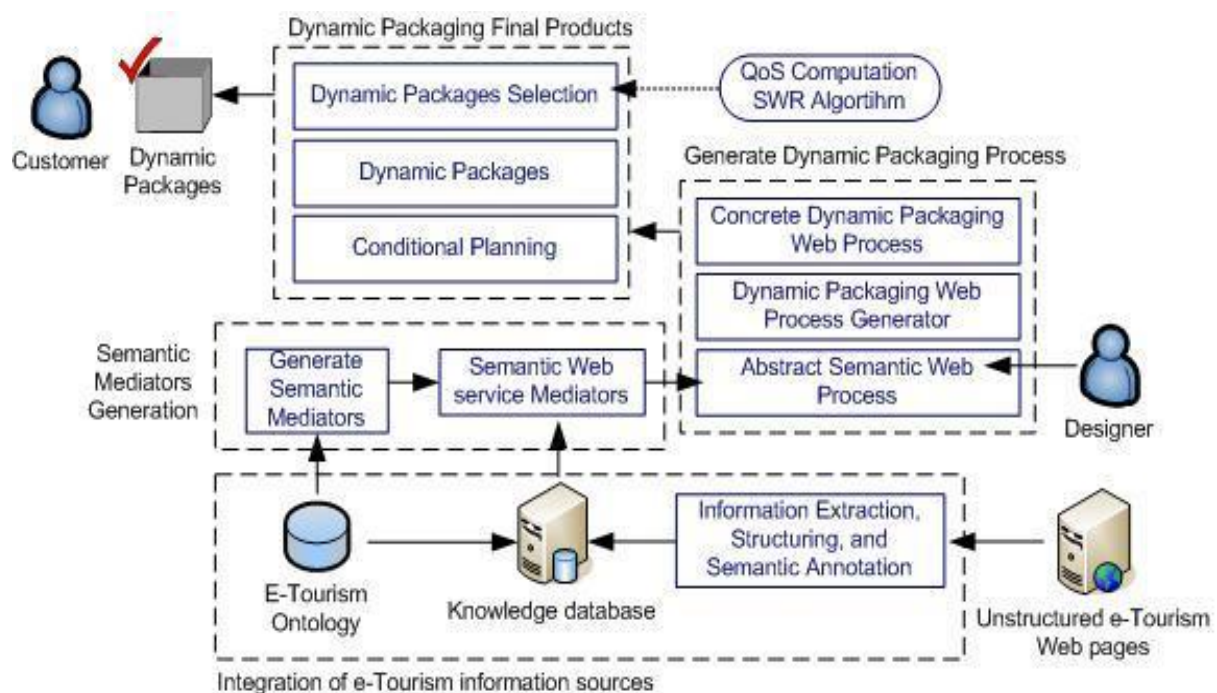 Dynamic Packaging Final Products
Dynamic Packages Selection
Dynamic Packages
Conditional Planning
QoS Computation
SWR Algortihm
Customer
Dynamic
Packages
Generate Dynamic Packaging Process
Concrete Dynamic Packaging
Web Process
Dynamic Packaging Web
Process Generator
Abstract Semantic Web
Process
Designer
Semantic
Mediators
Generation
Generate
Semantic
Mediators
Semantic Web
service Mediators
E-Tourism
Ontology
Knowledge database
Information Extraction,
Structuring, and
Semantic Annotation
Unstructured e-Tourism
Web pages
Integration of e-Tourism information sources